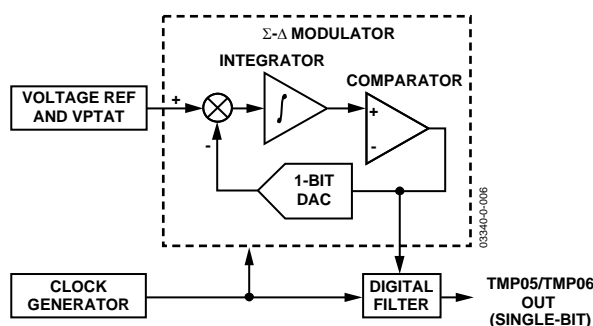 Σ-Δ MODULATOR
INTEGRATOR
COMPARATOR
VOLTAGE REF
AND VPTAT
+
-
∫
+
-
1-BIT
DAC
03340-0-006
CLOCK
GENERATOR
DIGITAL
FILTER
TMP05/TMP06
OUT
(SINGLE-BIT)